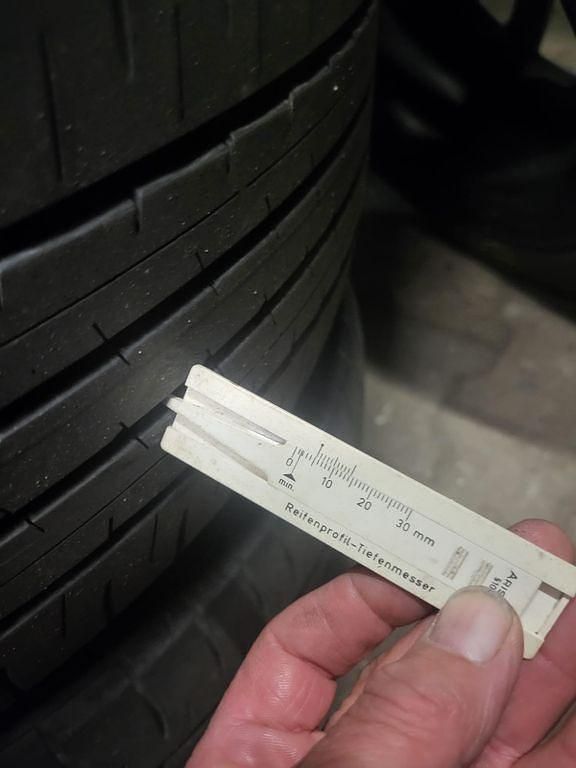 0 10 20 30 mm
min.
Reifenprofil-Tiefenmesser